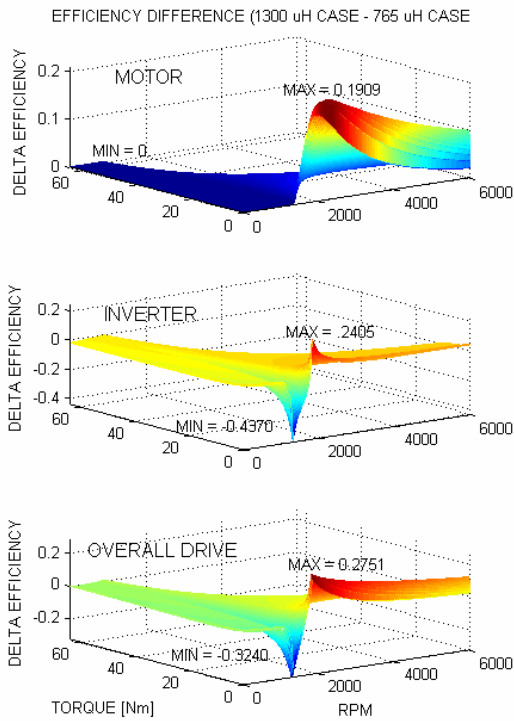 EFFICIENCY DIFFERENCE (1300 uH CASE - 765 uH CASE
MOTOR
MAX = 0.1909
MIN = 0
DELTA EFFICIENCY
0.2
0.1
0
60
40
20
0
0
2000
4000
6000
INVERTER
MAX = .2405
MIN = -0.4370
DELTA EFFICIENCY
0.2
0
-0.2
-0.4
60
40
20
0
0
2000
4000
6000
OVERALL DRIVE
MAX = 0.2751
MIN = -0.3240
DELTA EFFICIENCY
0.2
0
-0.2
60
40
20
0
0
2000
4000
6000
TORQUE [Nm]
RPM